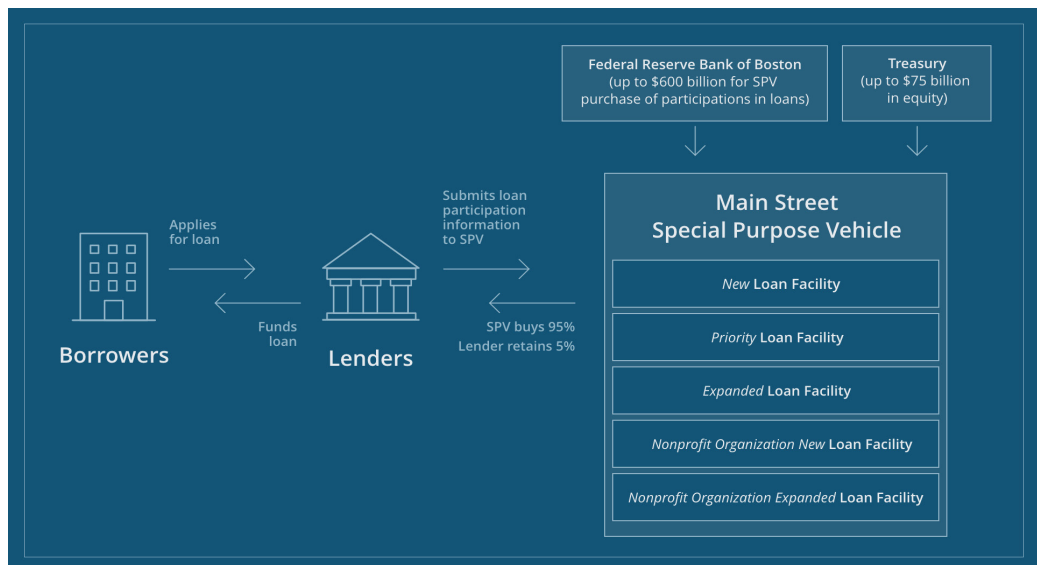 Federal Reserve Bank of Boston
(up to $600 billion for SPV
purchase of participations in loans)
Treasury
(up to $75 billion
in equity)
Applies
for loan
Funds
loan
Borrowers
Submits loan
participation
information
to SPV
SPV buys 95%
Lender retains 5%
Lenders
Main Street
Special Purpose Vehicle
New Loan Facility
Priority Loan Facility
Expanded Loan Facility
Nonprofit Organization New Loan Facility
Nonprofit Organization Expanded Loan Facility